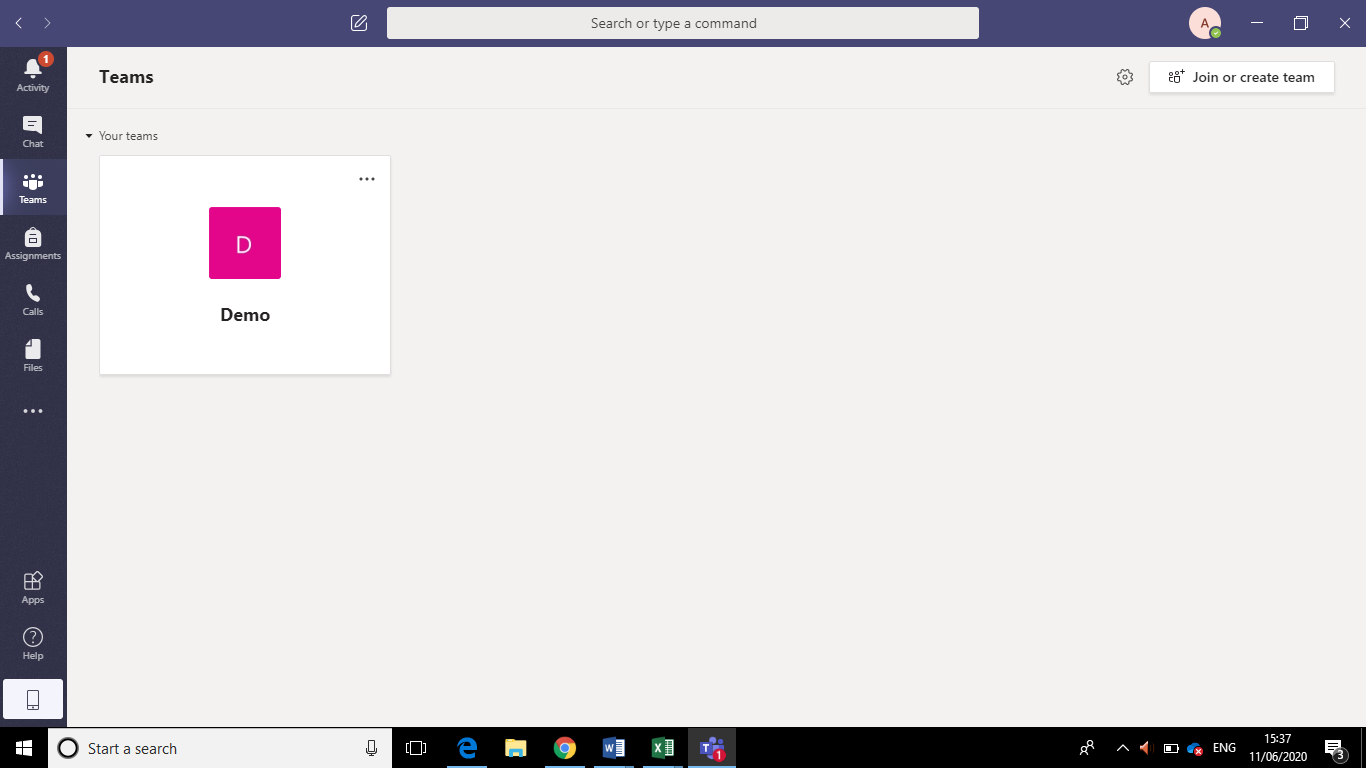 Search or type a command
A
1
Activity
Chat
Teams
Assignments
Calls
Files
Apps
Help
Teams
Join or create team
Your teams
D
Demo
Start a search
1
ENG
15:37
11/06/2020
3